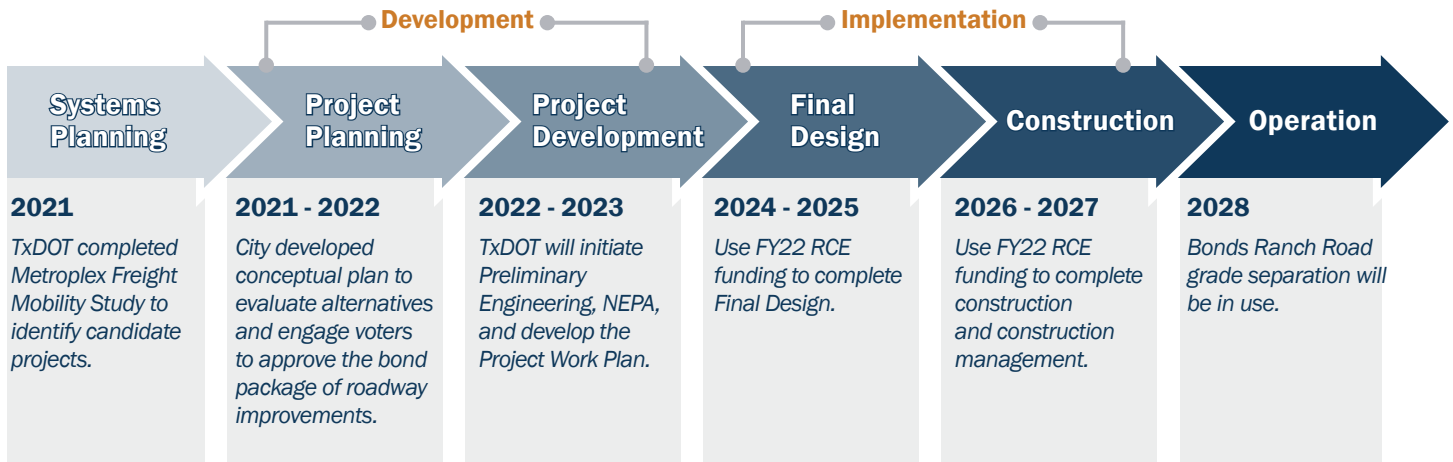 Development
Implementation
Systems
Planning
Project
Planning
Project
Development
Final
Design
Construction
Operation
2021
TxDOT completed
Metroplex Freight
Mobility Study to
identify candidate
projects.
2021 - 2022
City developed
conceptual plan to
evaluate alternatives
and engage voters
to approve the bond
package of roadway
improvements.
2022 - 2023
TxDOT will initiate
Preliminary
Engineering, NEPA,
and develop the
Project Work Plan.
2024 - 2025
Use FY22 RCE
funding to complete
Final Design.
2026 - 2027
Use FY22 RCE
funding to complete
construction
and construction
management.
2028
Bonds Ranch Road
grade separation will
be in use.